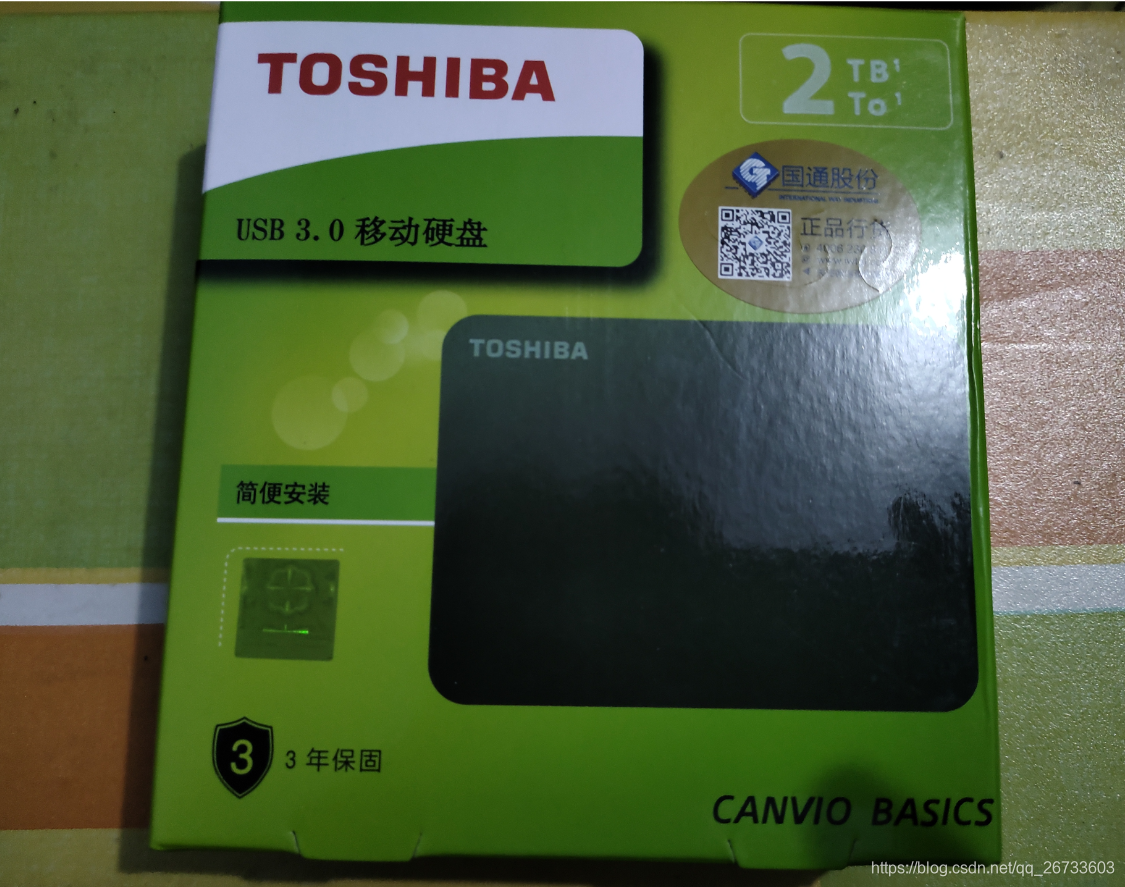 TOSHIBA
2 TB¹
To¹
国通股份
USB 3.0 移动硬盘
正品行货
TOSHIBA
简便安装
3
3 年保固
CANVIO BASICS
https://blog.csdn.net/qq_26733603